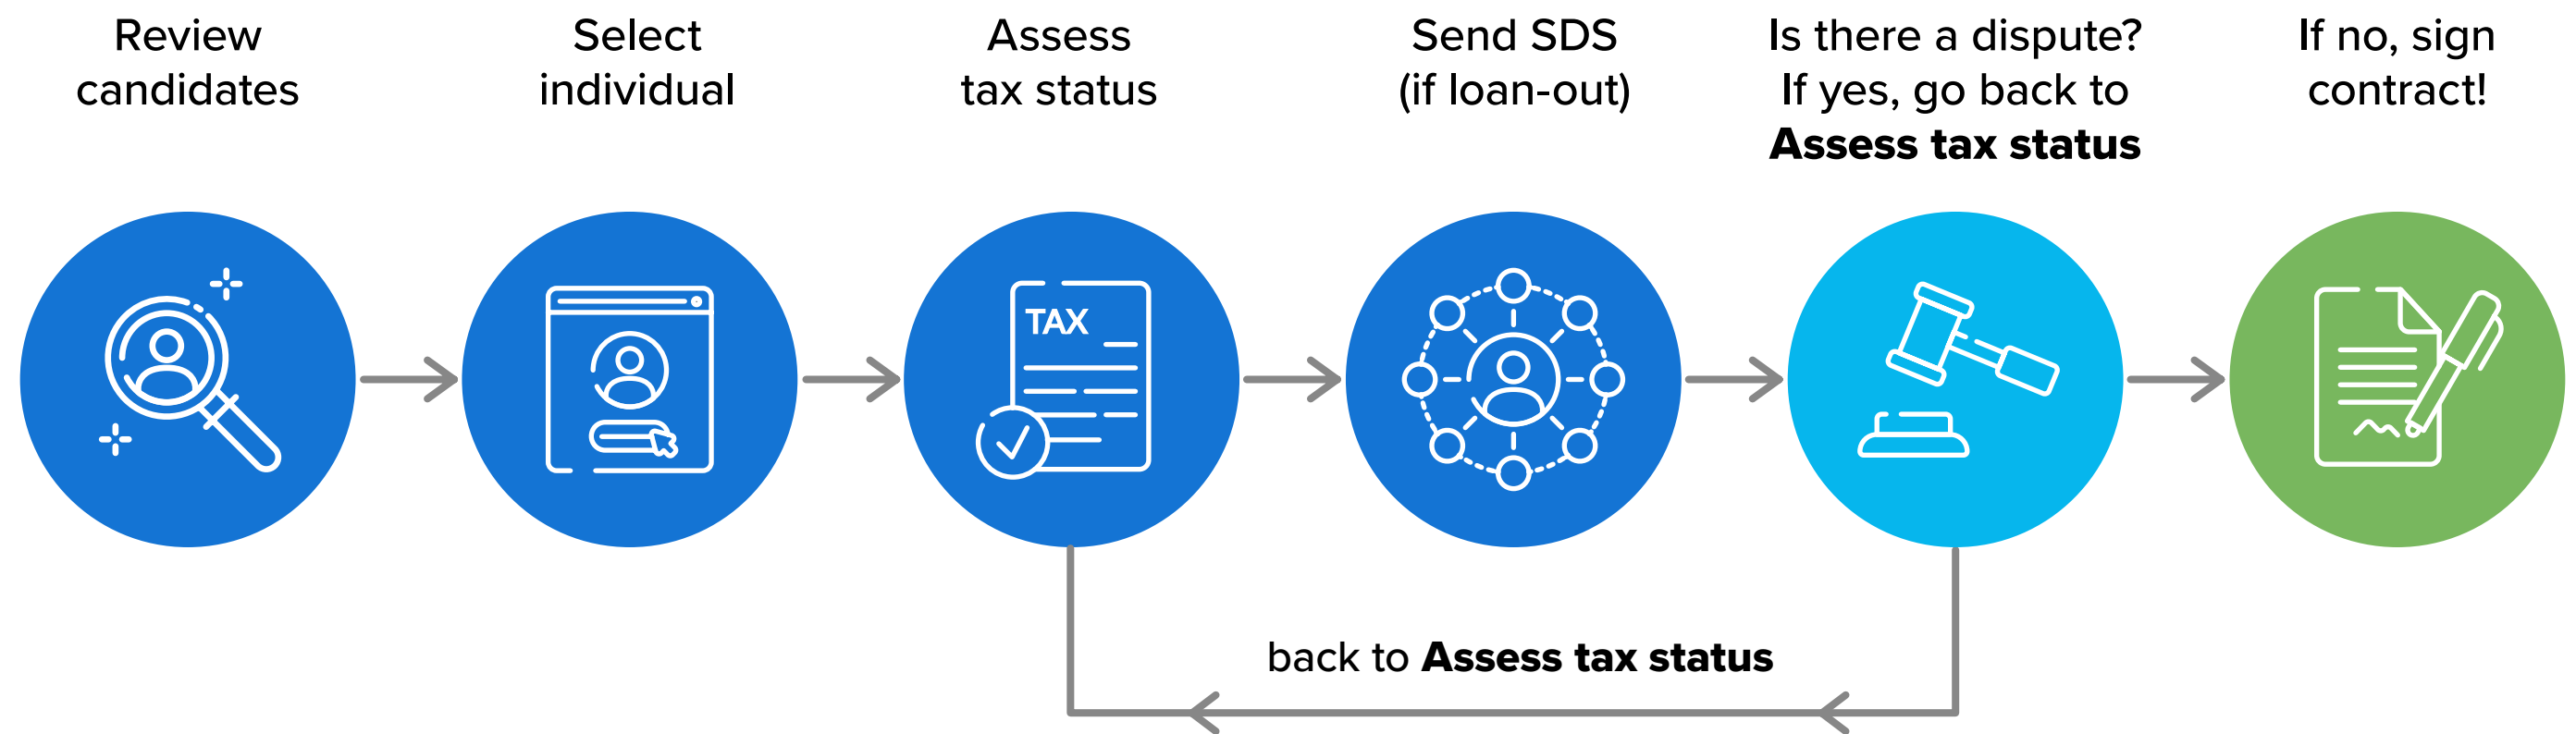 Review
candidates
Select
individual
Assess
tax status
Send SDS
(if loan-out)
Is there a dispute?
If yes, go back to
Assess tax status
If no, sign
contract!
TAX
back to Assess tax status